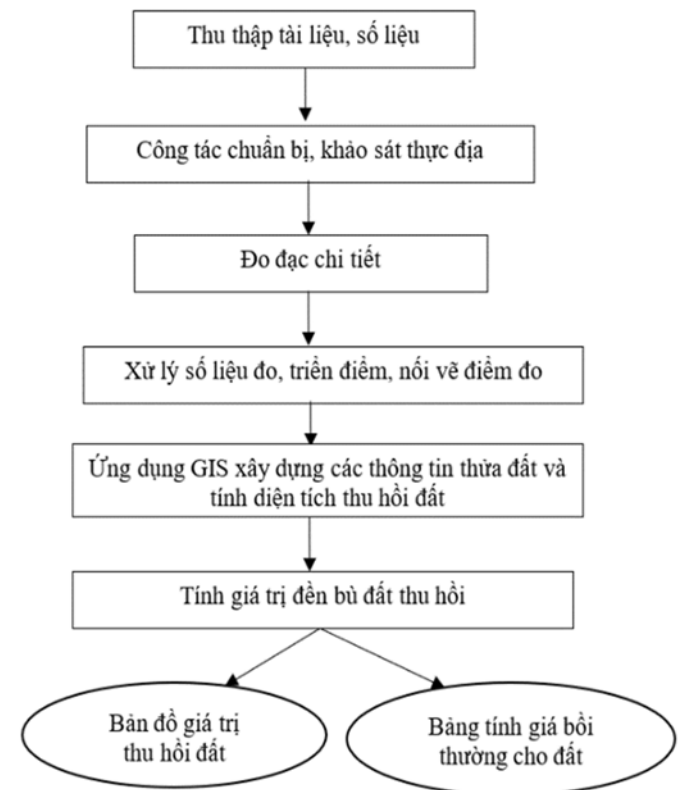 Thu thập tài liệu, số liệu
Công tác chuẩn bị, khảo sát thực địa
Đo đạc chi tiết
Xử lý số liệu đo, triển điểm, nối vẽ điểm đo
Ứng dụng GIS xây dựng các thông tin thửa đất và
tính diện tích thu hồi đất
Tính giá trị đền bù đất thu hồi
Bản đồ giá trị
thu hồi đất
Bảng tính giá bồi
thường cho đất